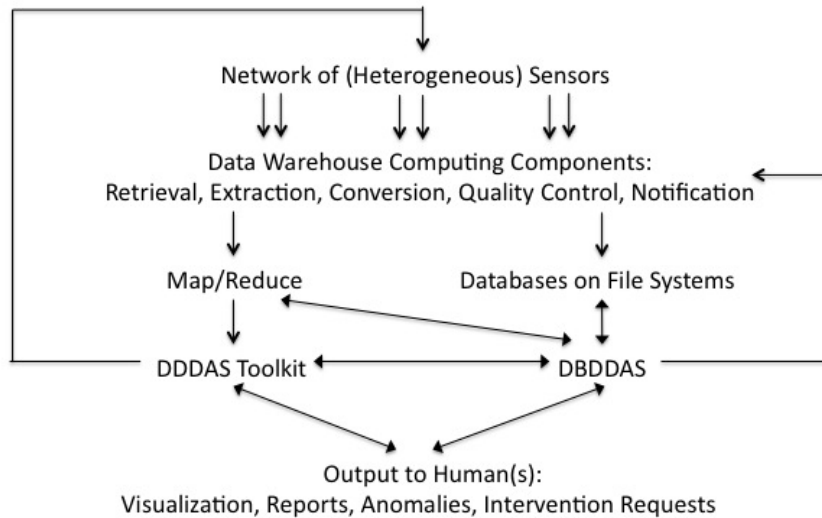 Network of (Heterogeneous) Sensors
Data Warehouse Computing Components:
Retrieval, Extraction, Conversion, Quality Control, Notification
Map/Reduce
Databases on File Systems
DDDAS Toolkit
DBDDAS
Output to Human(s):
Visualization, Reports, Anomalies, Intervention Requests